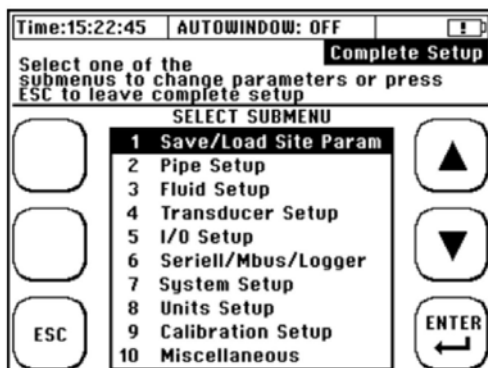 Time:15:22:45 AUTOWINDOW: OFF !
Complete Setup
Select one of the
submenus to change parameters or press
ESC to leave complete setup
SELECT SUBMENU
1 Save/Load Site Param
2 Pipe Setup
3 Fluid Setup
4 Transducer Setup
5 I/O Setup
6 Seriell/Mbus/Logger
7 System Setup
8 Units Setup
9 Calibration Setup
10 Miscellaneous
ESC
ENTER